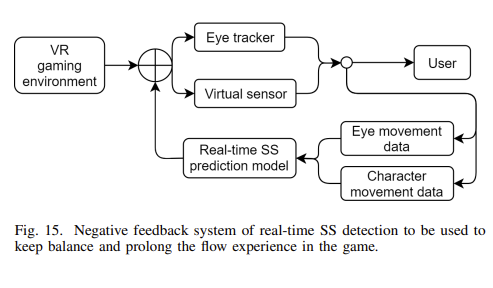 VR
gaming
environment
Eye tracker
Virtual sensor
User
Real-time SS
prediction model
Eye movement
data
Character
movement data
Fig. 15. Negative feedback system of real-time SS detection to be used to
keep balance and prolong the flow experience in the game.